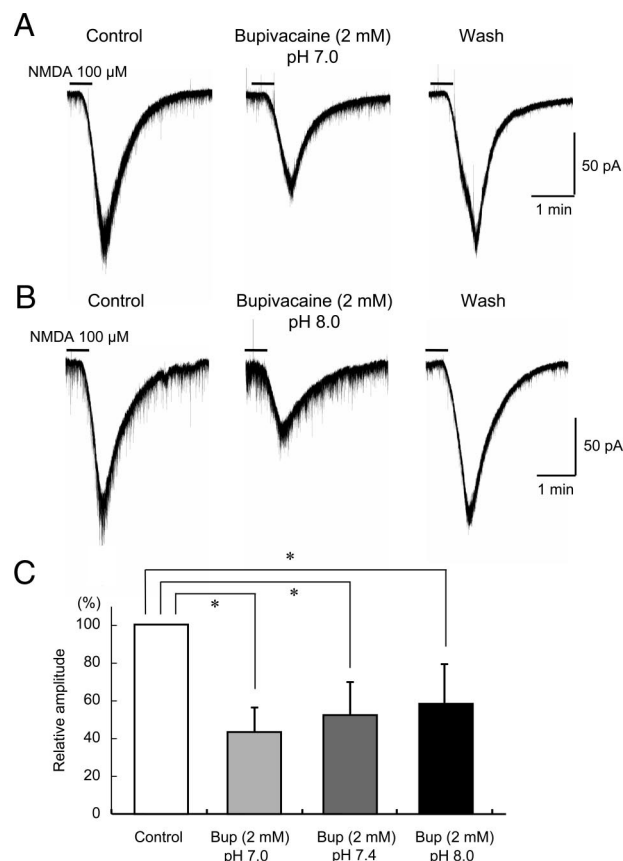 A
Control
Bupivacaine (2 mM)
pH 7.0
Wash
NMDA 100 µM
50 pA
1 min
B
Control
Bupivacaine (2 mM)
pH 8.0
Wash
NMDA 100 µM
50 pA
1 min
C
*
*
*
(%)
100
80
60
40
20
0
Relative amplitude
Control
Bup (2 mM)
pH 7.0
Bup (2 mM)
pH 7.4
Bup (2 mM)
pH 8.0